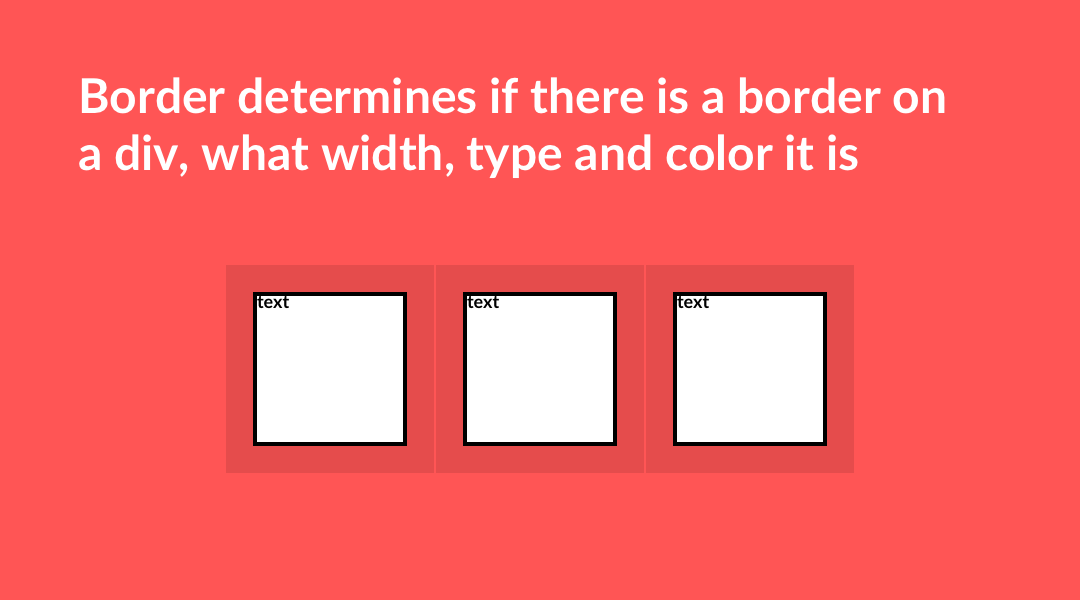 Border determines if there is a border on
a div, what width, type and color it is
text text text